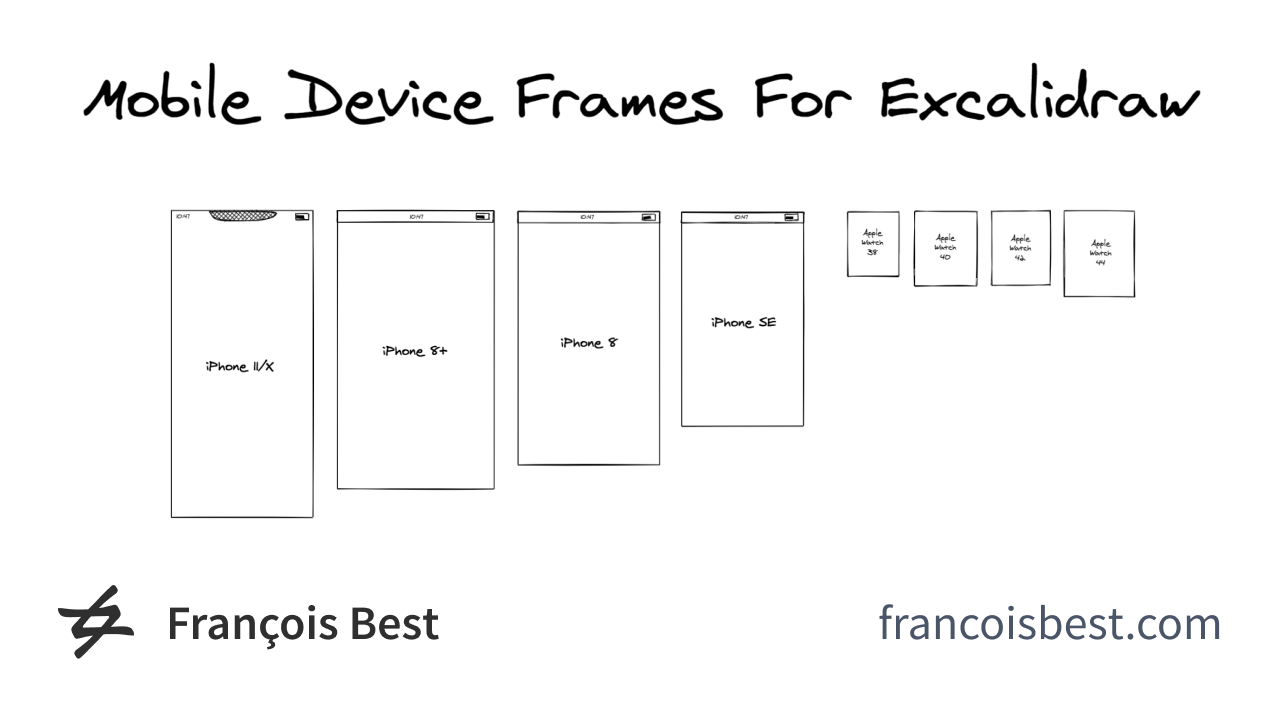 Mobile Device Frames For Excalidraw
10:47
10:47
10:47
10:47
iPhone 11/X
iPhone 8+
iPhone 8
iPhone SE
Apple
Watch
38
Apple
Watch
40
Apple
Watch
42
Apple
Watch
44
François Best
francoisbest.com